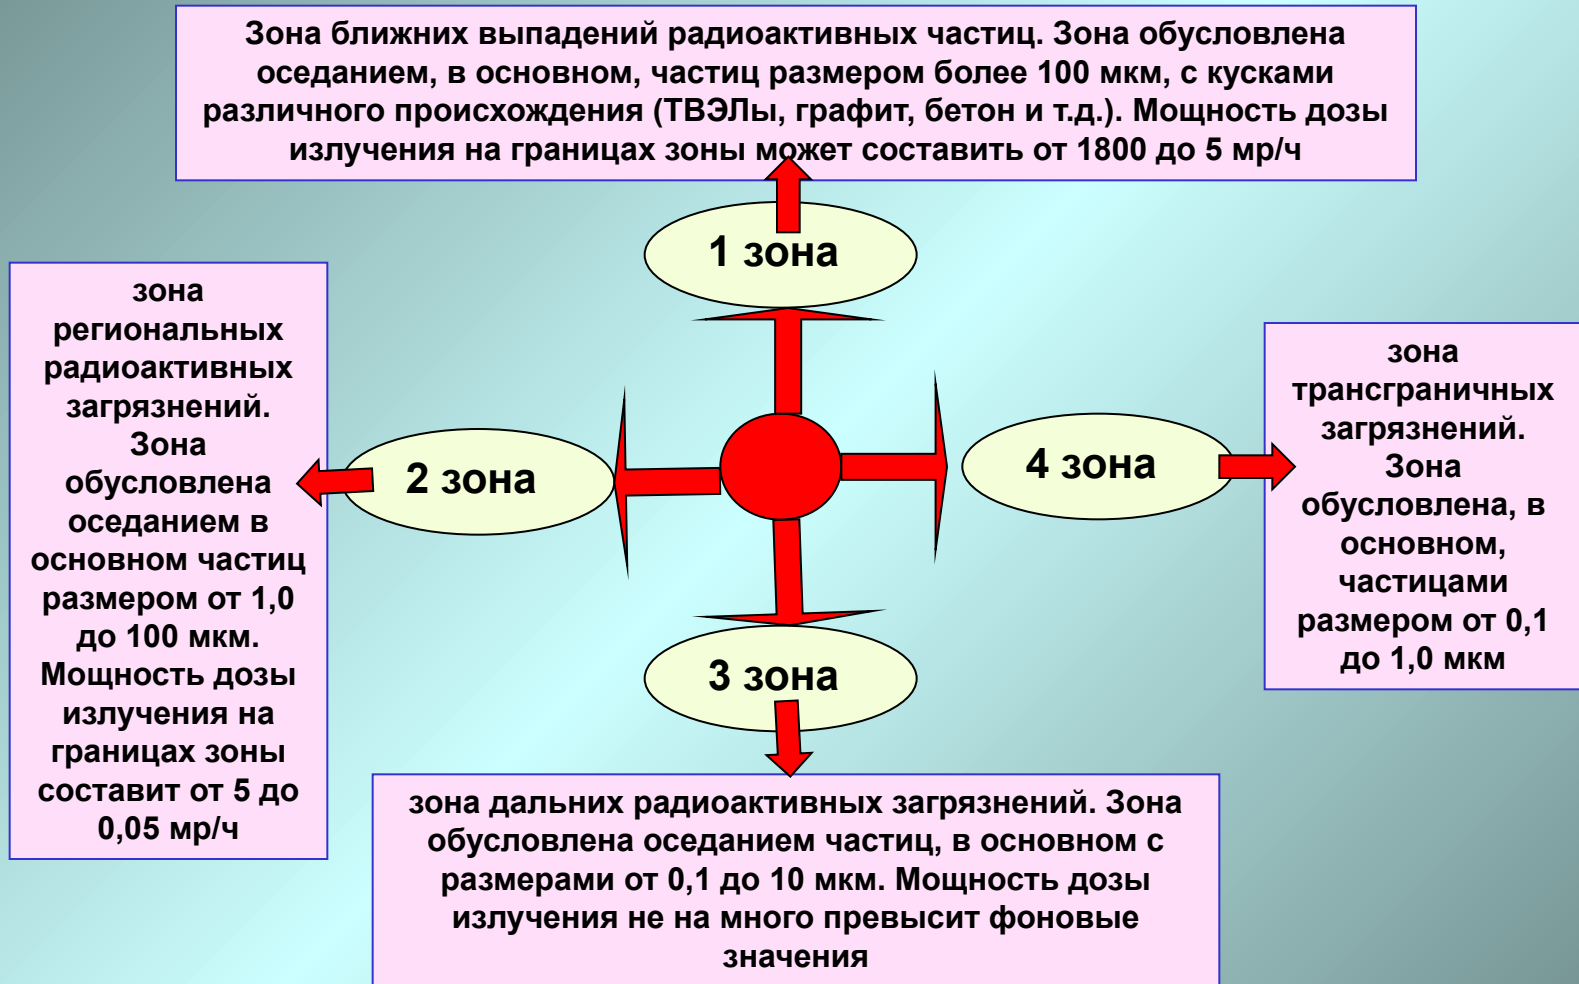 Зона ближних выпадений радиоактивных частиц. Зона обусловлена
оседанием, в основном, частиц размером более 100 мкм, с кусками
различного происхождения (ТВЭЛы, графит, бетон и т.д.). Мощность дозы
излучения на границах зоны может составить от 1800 до 5 мр/ч
1 зона
зона
региональных
радиоактивных
загрязнений.
Зона
обусловлена
оседанием в
основном частиц
размером от 1,0
до 100 мкм.
Мощность дозы
излучения на
границах зоны
составит от 5 до
0,05 мр/ч
2 зона
4 зона
зона
трансграничных
загрязнений.
Зона
обусловлена, в
основном,
частицами
размером от 0,1
до 1,0 мкм
3 зона
зона дальних радиоактивных загрязнений. Зона
обусловлена оседанием частиц, в основном с
размерами от 0,1 до 10 мкм. Мощность дозы
излучения не на много превысит фоновые
значения